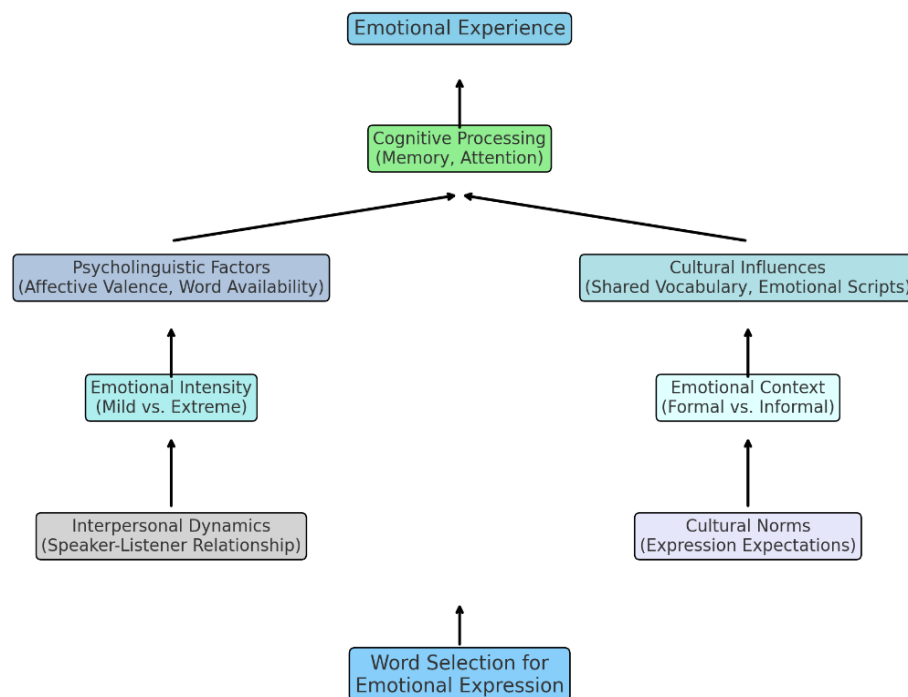 Emotional Experience
Cognitive Processing
(Memory, Attention)
Psycholinguistic Factors
(Affective Valence, Word Availability)
Cultural Influences
(Shared Vocabulary, Emotional Scripts)
Emotional Intensity
(Mild vs. Extreme)
Emotional Context
(Formal vs. Informal)
Interpersonal Dynamics
(Speaker-Listener Relationship)
Cultural Norms
(Expression Expectations)
Word Selection for
Emotional Expression